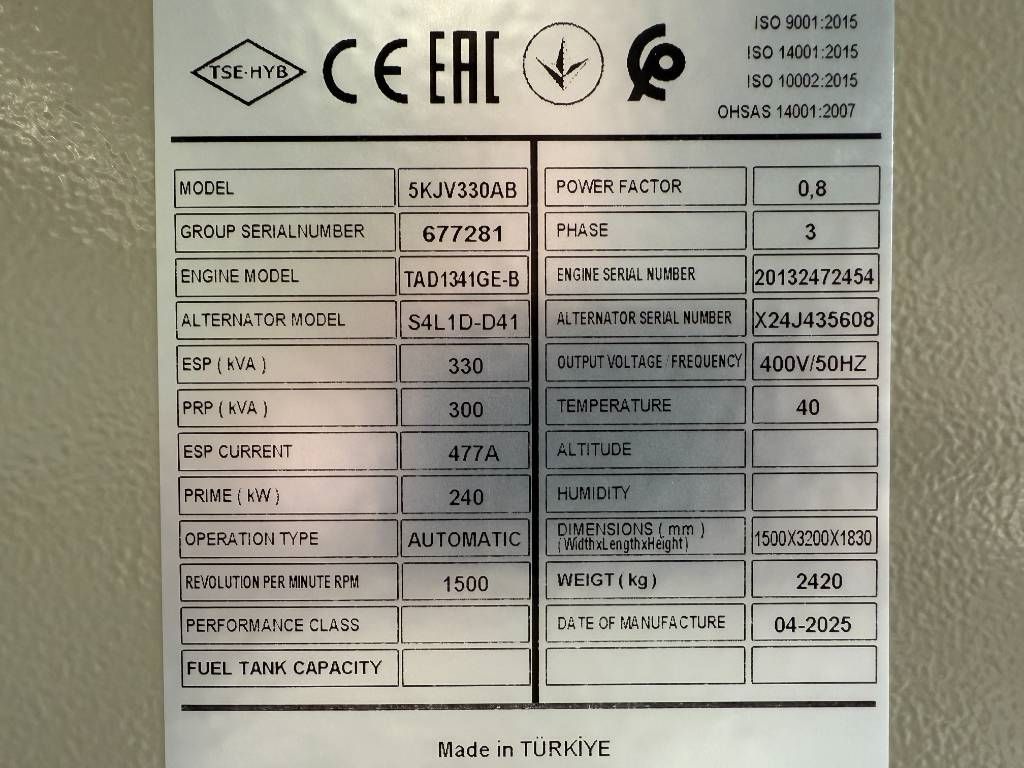 TSE-HYB CE EAC
ISO 9001:2015
ISO 14001:2015
ISO 10002:2015
OHSAS 14001:2007
MODEL 5KJV330AB
GROUP SERIALNUMBER 677281
ENGINE MODEL TAD1341GE-B
ALTERNATOR MODEL S4L1D-D41
ESP ( kVA ) 330
PRP ( kVA ) 300
ESP CURRENT 477A
PRIME ( kW ) 240
OPERATION TYPE AUTOMATIC
REVOLUTION PER MINUTE RPM 1500
PERFORMANCE CLASS
FUEL TANK CAPACITY
POWER FACTOR 0,8
PHASE 3
ENGINE SERIAL NUMBER 20132472454
ALTERNATOR SERIAL NUMBER X24J435608
OUTPUT VOLTAGE / FREQUENCY 400V/50HZ
TEMPERATURE 40
ALTITUDE
HUMIDITY
DIMENSIONS ( mm )
(WidthxLengthxHeight) 1500X3200X1830
WEIGT ( kg ) 2420
DATE OF MANUFACTURE 04-2025
Made in TÜRKİYE